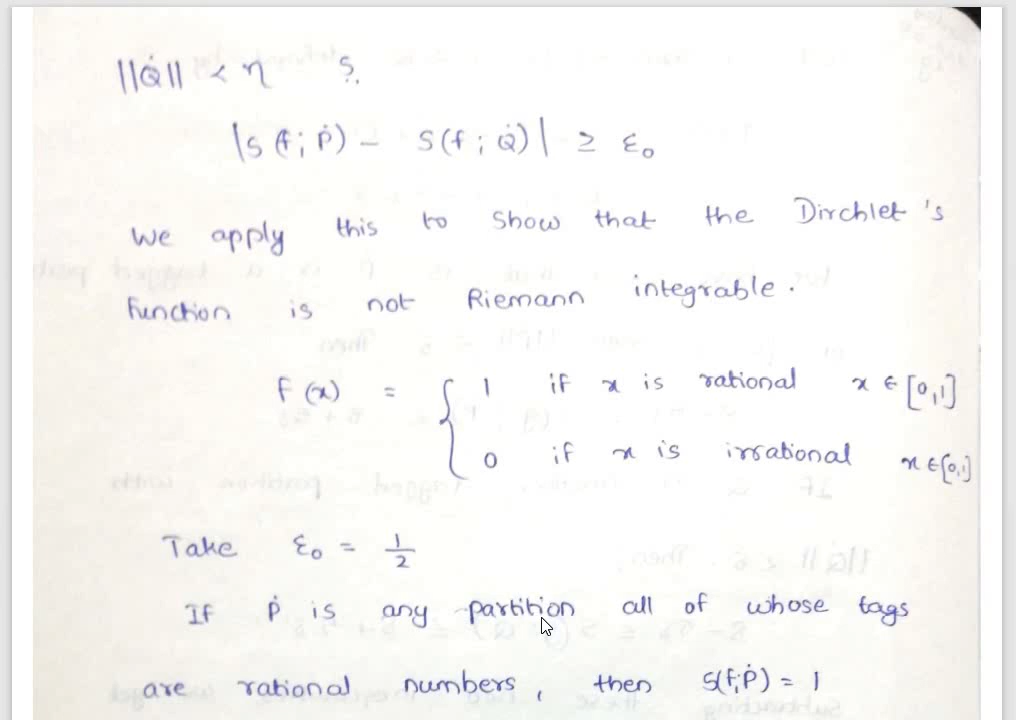 ||Q̇|| < η ∋.
|S(f; Ṗ) - S(f; Q̇)| ≥ ε₀
We apply this to show that the Dirchlet's
function is not Riemann integrable.
f(x) = { 1 if x is rational x ∈ [0,1]
0 if x is irrational x ∈ [0,1]
Take ε₀ = 1/2
If Ṗ is any partition all of whose tags
are rational numbers, then S(f;Ṗ) = 1